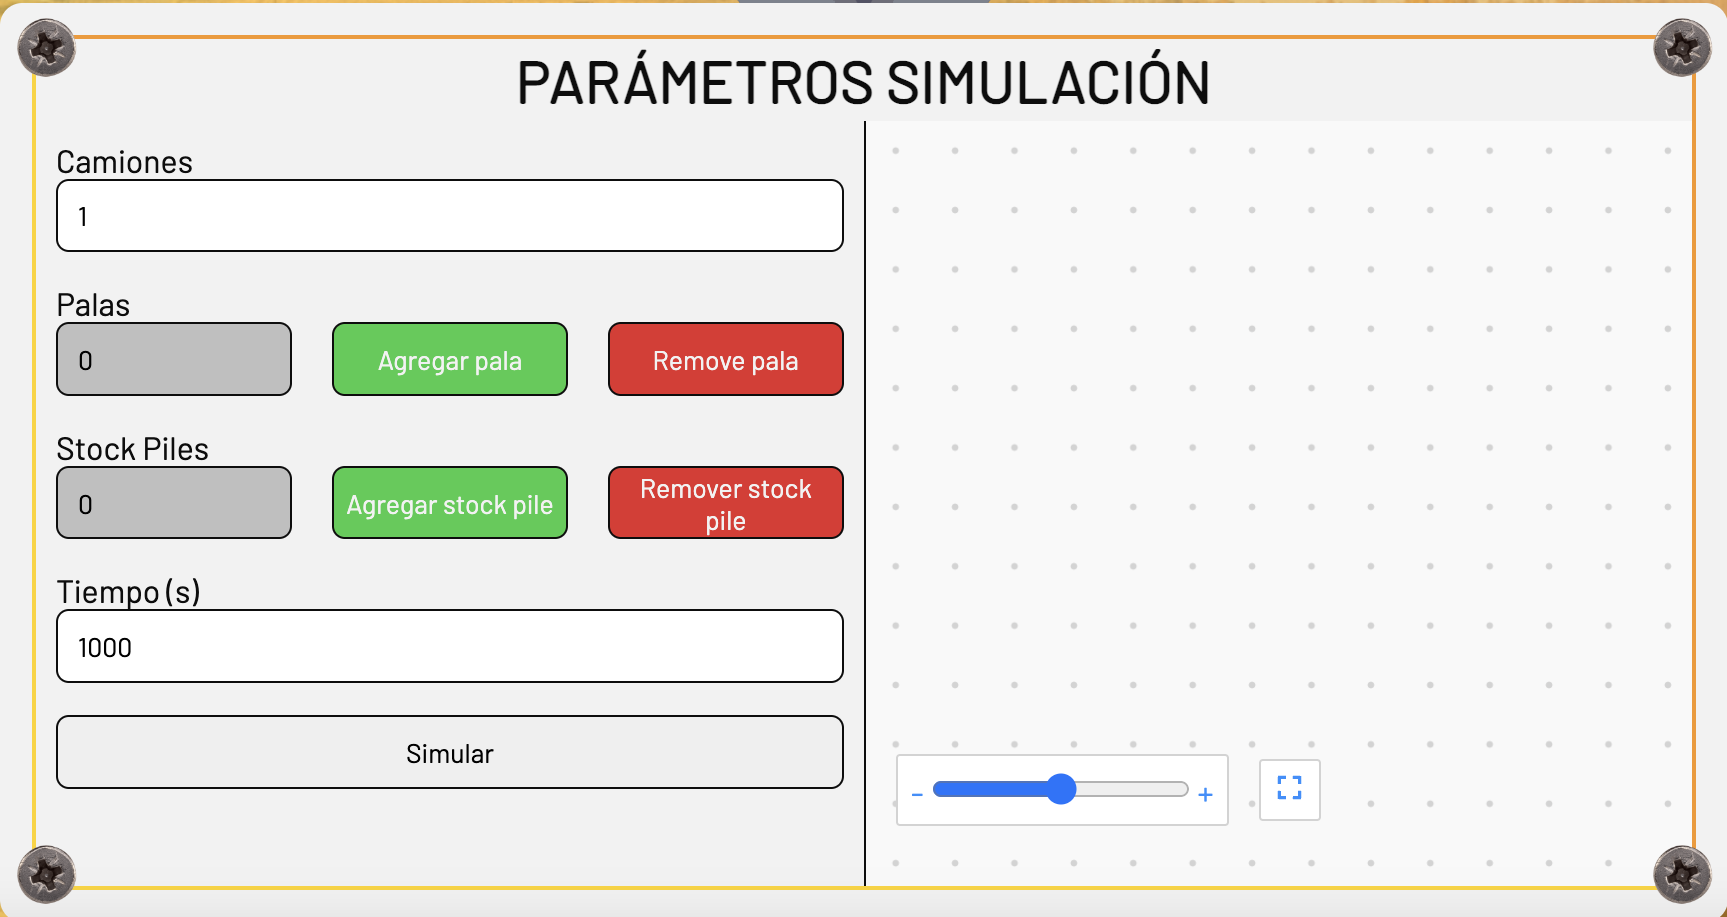 PARÁMETROS SIMULACIÓN
Camiones
1
Palas
0
Agregar pala
Remove pala
Stock Piles
0
Agregar stock pile
Remover stock
pile
Tiempo (s)
1000
Simular
- +